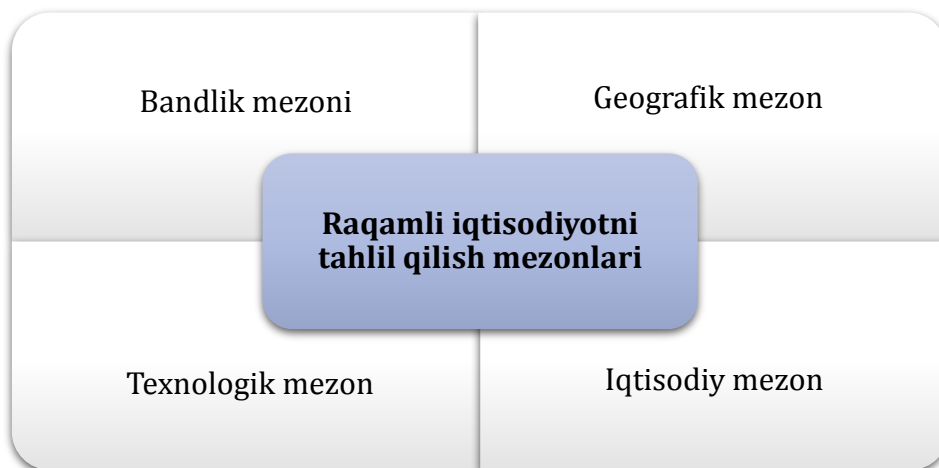 Bandlik mezoni
Geografik mezon
Raqamli iqtisodiyotni
tahlil qilish mezonlari
Texnologik mezon
Iqtisodiy mezon